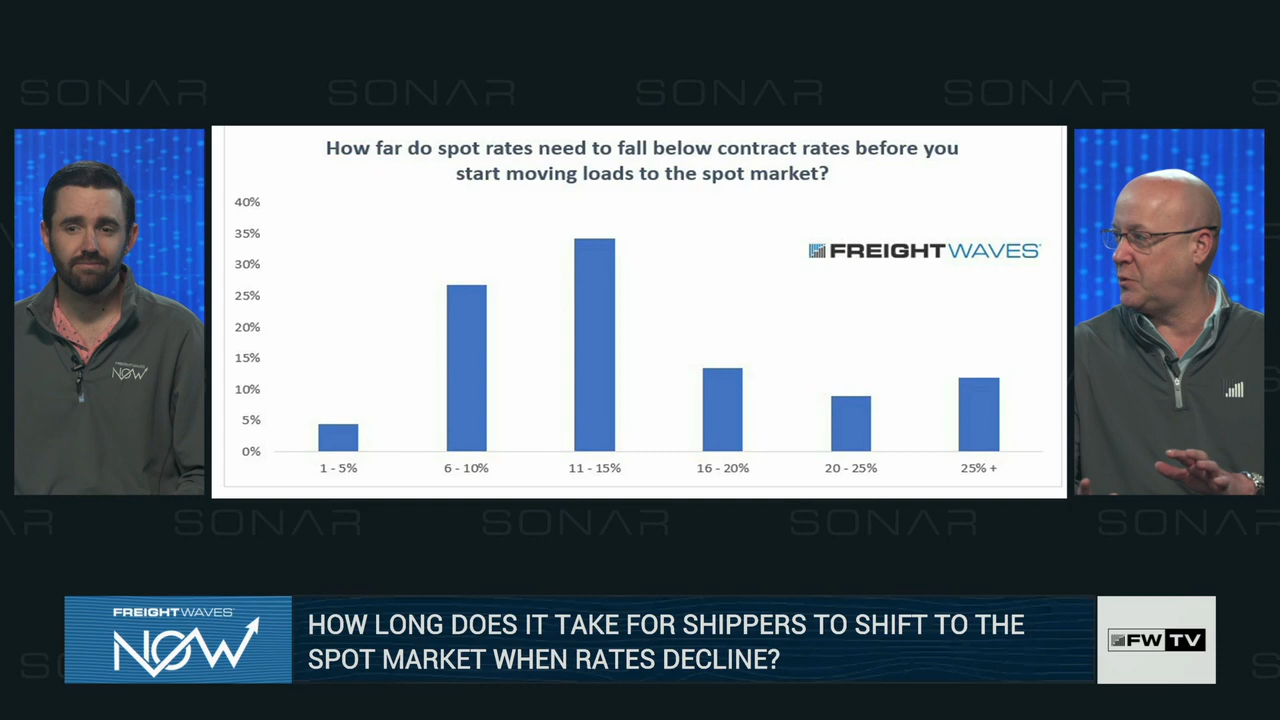 SONAR SONAR SONAR SONAR
How far do spot rates need to fall below contract rates before you
start moving loads to the spot market?
40%
35%
30%
25%
20%
15%
10%
5%
0%
FREIGHTWAVES
1 - 5% 6 - 10% 11 - 15% 16 - 20% 20 - 25% 25% +
FREIGHTWAVES
NOW
SONAR SONAR SONAR
FREIGHTWAVES
NOW
HOW LONG DOES IT TAKE FOR SHIPPERS TO SHIFT TO THE
SPOT MARKET WHEN RATES DECLINE?
FWTV